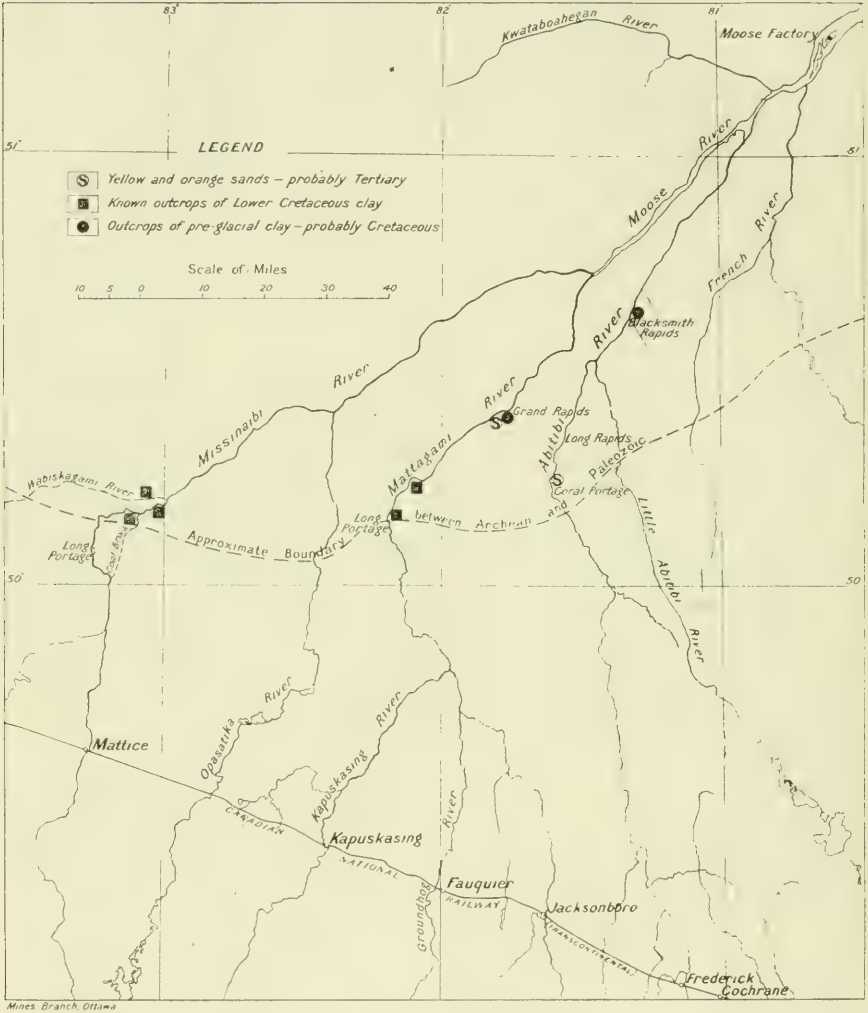 83°
82°
81°
Kwataboahegan River
Moose Factory
51°
LEGEND
Yellow and orange sands – probably Tertiary
Known outcrops of Lower Cretaceous clay
Outcrops of pre-glacial clay – probably Cretaceous
Scale of Miles
10 5 0 10 20 30 40
Moose River
51
French River
River
Blacksmith Rapids
Missinaibi River
Mattagami River
Grand Rapids
Abitibi
Long Rapids
Coral Portage
Wabiskagami River
Long Portage
Coal Brook
Approximate Boundary between Archean and Paleozoic
Long Portage
50°
50°
Little Abitibi River
Mattice
Opasatika River
Kapuskasing River
Groundhog River
CANADIAN NATIONAL RAILWAY TRANSCONTINENTAL
Kapuskasing
Fauquier
Jacksonboro
Frederick
Cochrane
Mines Branch, Ottawa